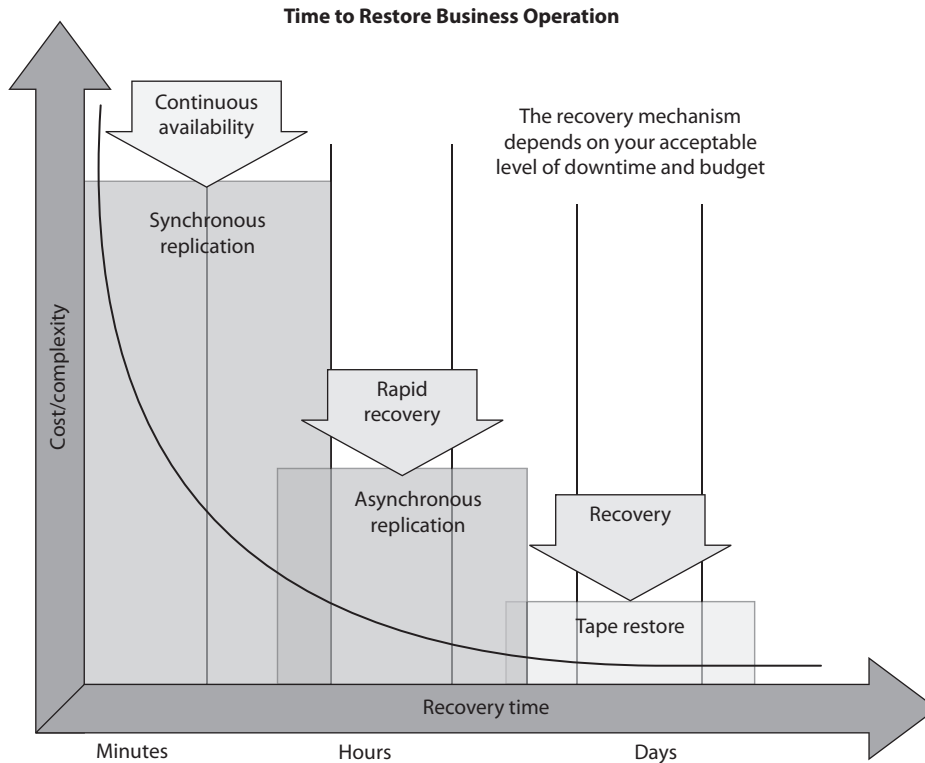 Time to Restore Business Operation
Continuous
availability
The recovery mechanism
depends on your acceptable
level of downtime and budget
Synchronous
replication
Cost/complexity
Rapid
recovery
Asynchronous
replication
Recovery
Tape restore
Recovery time
Minutes
Hours
Days